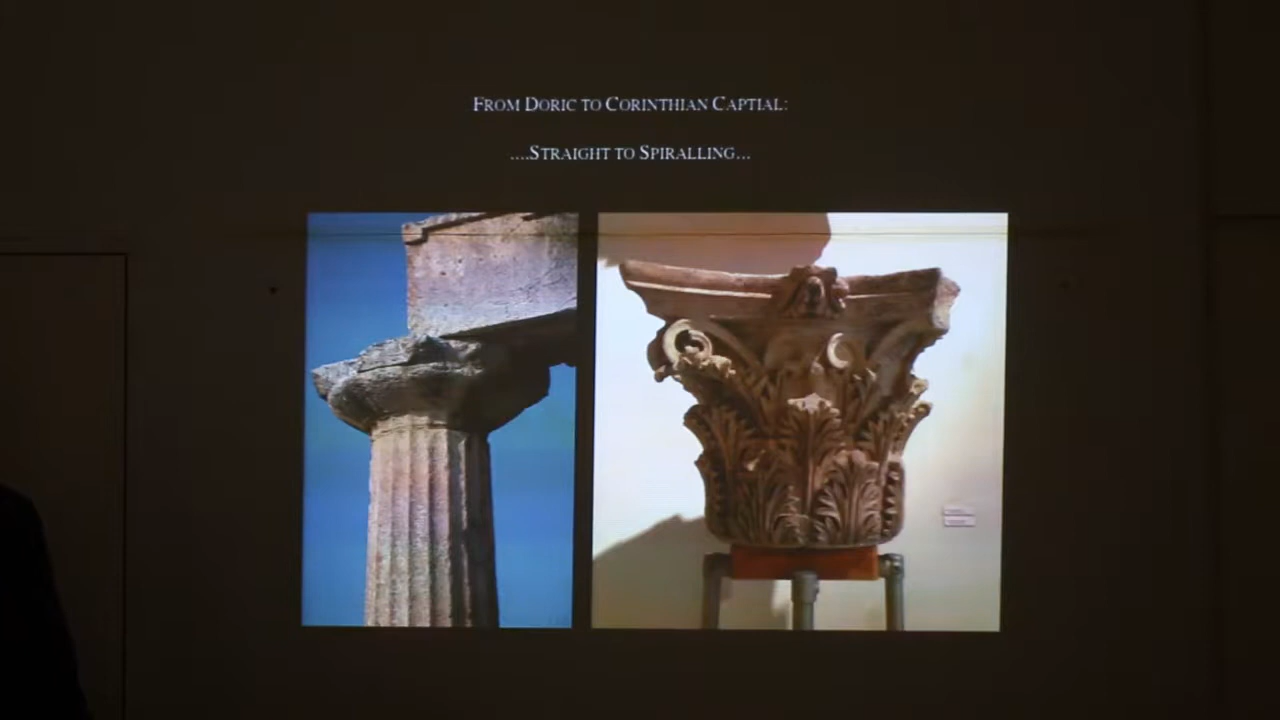 FROM DORIC TO CORINTHIAN CAPTIAL:
....STRAIGHT TO SPIRALLING...